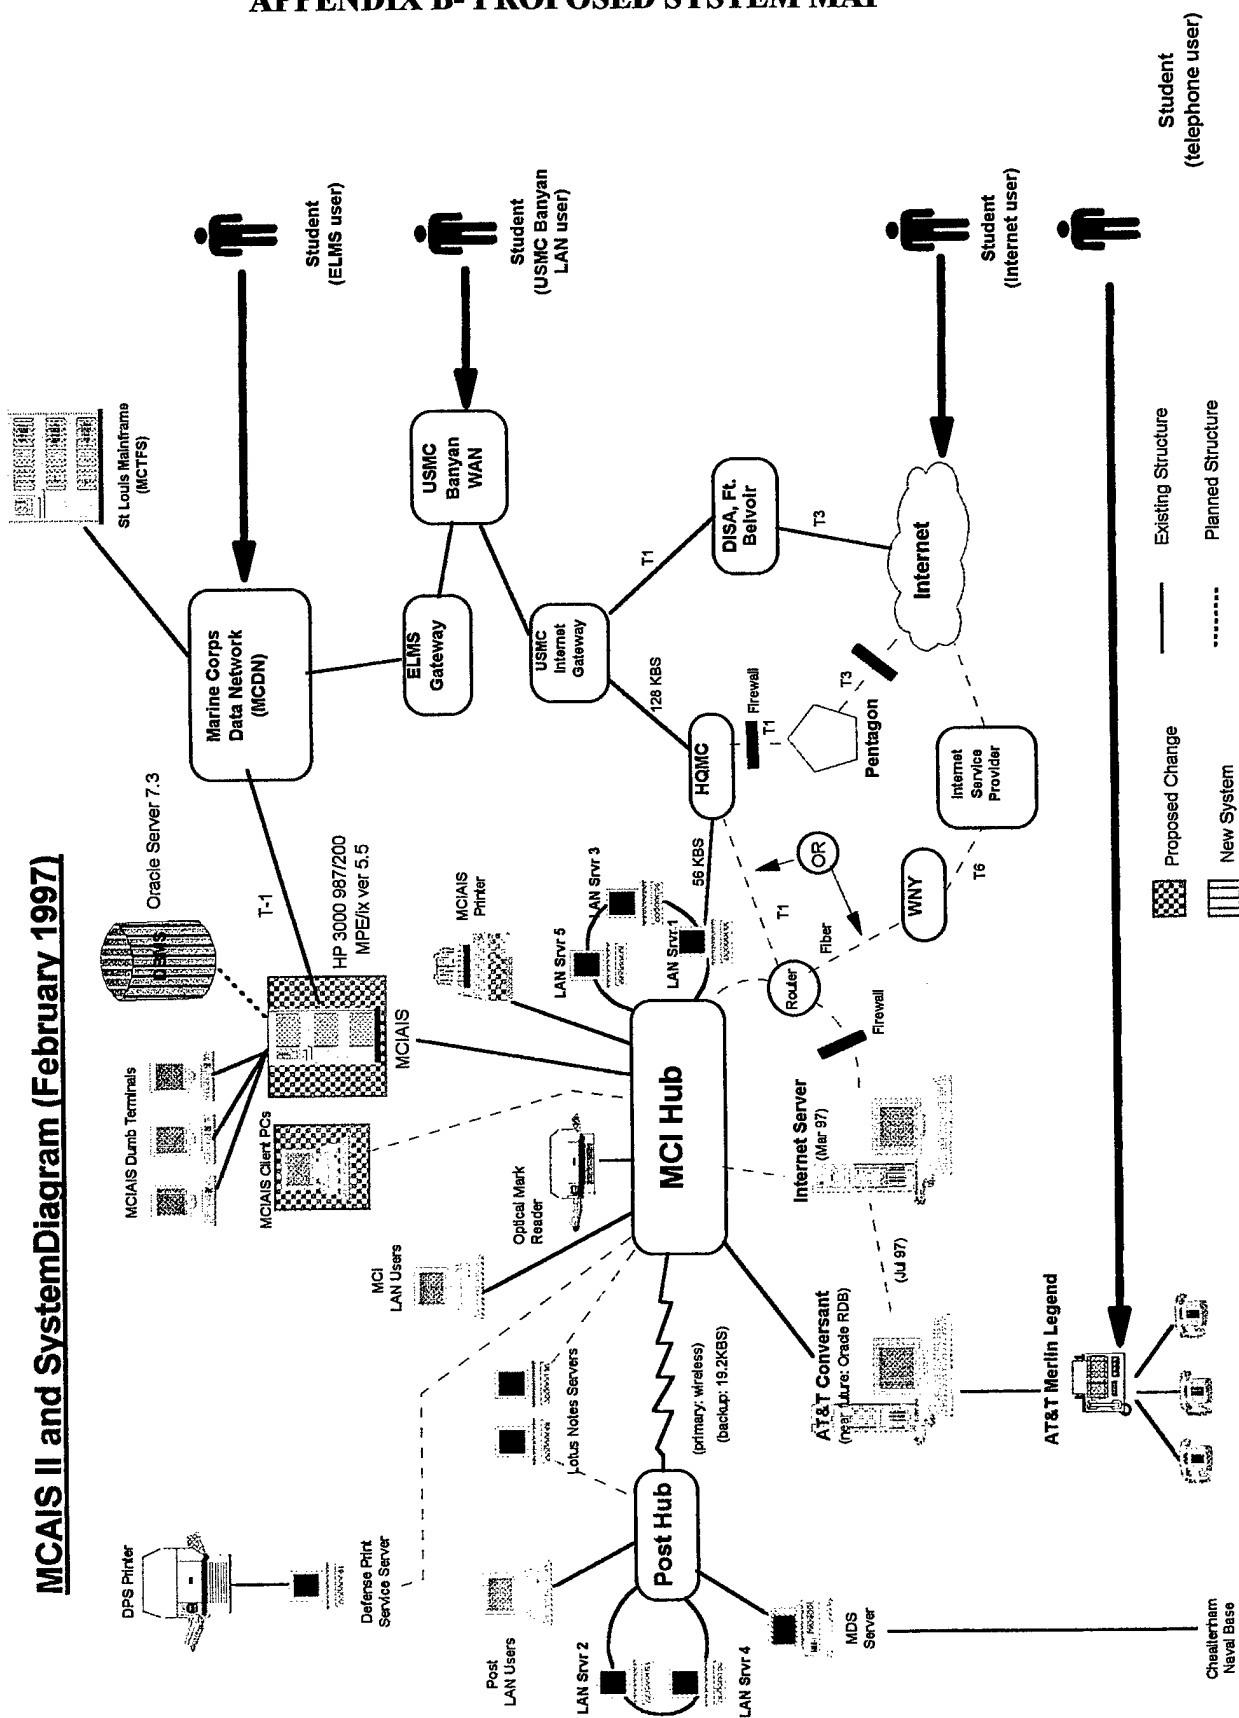 APPENDIX B- PROPOSED SYSTEM MAP
MCAIS II and SystemDiagram (February 1997)
DPS Printer
Defense Print
Service Server
Post
LAN Users
LAN Srvr 2
LAN Srvr 4
MDS
Server
Chealterham
Naval Base
Post Hub
Lotus Notes Servers
(primary: wireless)
(backup: 19.2KBS)
MCIAIS Dumb Terminals
MCIAIS Client PCs
MCI
LAN Users
Optical Mark
Reader
MCI Hub
AT&T Conversant
(near future: Oracle RDB)
AT&T Merlin Legend
(Jul 97)
Internet Server
(Mar 97)
Firewall
Router
Fiber
T1
OR
WNY
T6
Internet
Service
Provider
DBMS
Oracle Server 7.3
HP 3000 987/200
MPE/ix ver 5.5
MCIAIS
T-1
MCIAIS
Printer
LAN Srvr 5
LAN Srvr 3
LAN Srvr 1
56 KBS
HQMC
Firewall
T1
Pentagon
T3
128 KBS
Marine Corps
Data Network
(MCDN)
St Louis Mainframe
(MCTFS)
ELMS
Gateway
USMC
Internet
Gateway
USMC
Banyan
WAN
T1
DISA, Ft.
Belvoir
T3
Internet
Student
(ELMS user)
Student
(USMC Banyan
LAN user)
Student
(Internet user)
Student
(telephone user)
Proposed Change
New System
Existing Structure
Planned Structure